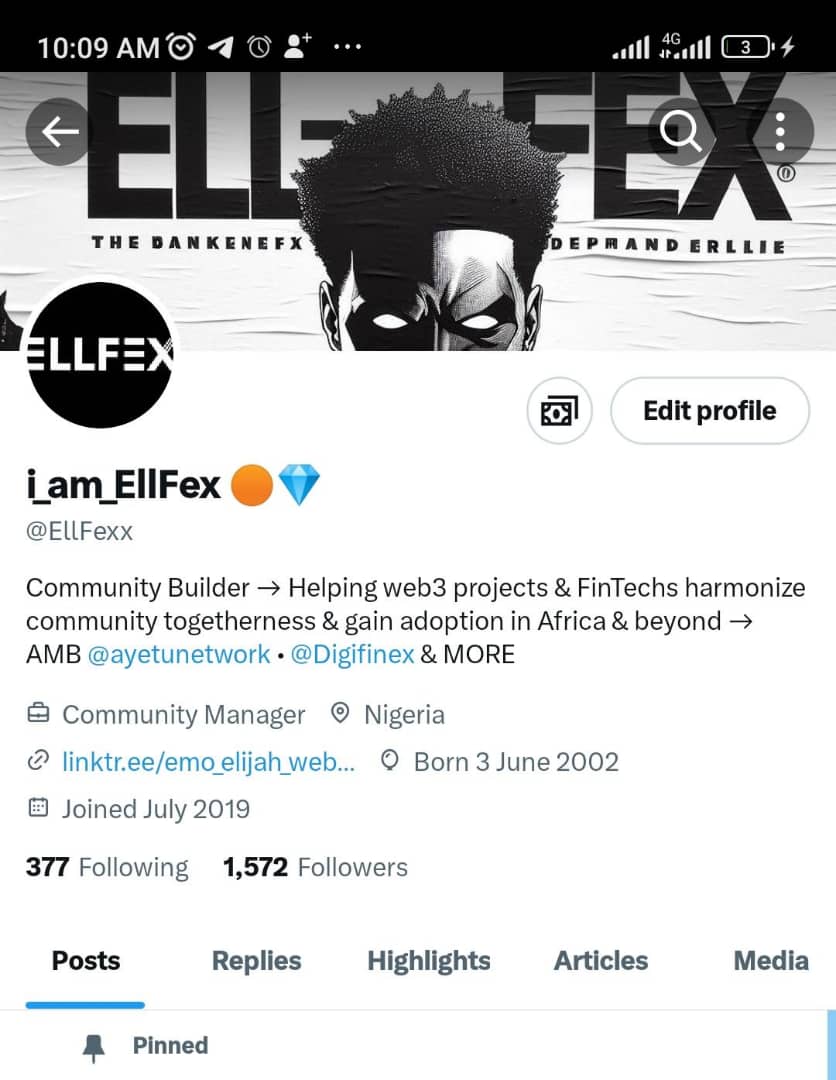 10:09 AM
4G
3
ELLFEX
THE DANKENEFX
DEPMAND ERLLIE
ELLFEX
Edit profile
i_am_EllFex 🟠💎
@EllFexx
Community Builder → Helping web3 projects & FinTechs harmonize
community togetherness & gain adoption in Africa & beyond →
AMB @ayetunetwork • @Digifinex & MORE
Community Manager Nigeria
linktr.ee/emo_elijah_web... Born 3 June 2002
Joined July 2019
377 Following 1,572 Followers
Posts Replies Highlights Articles Media
Pinned